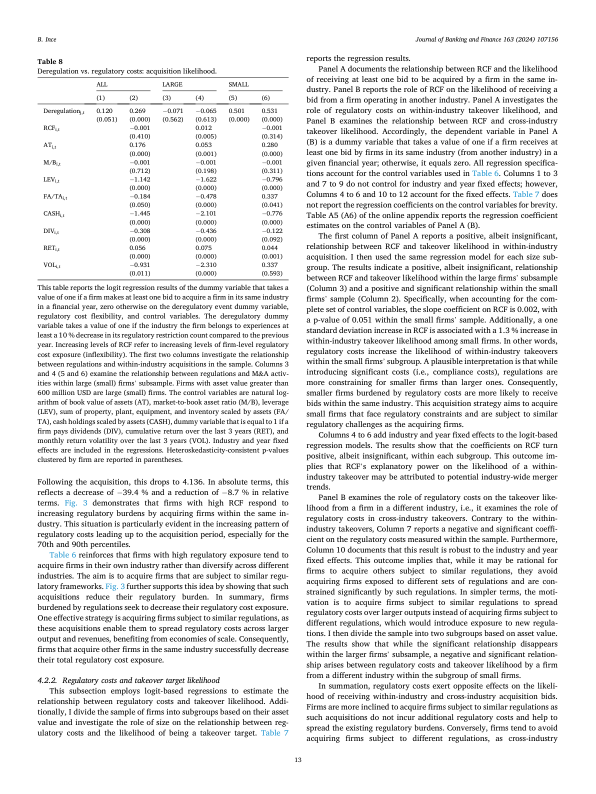 B. Ince
Journal of Banking and Finance 163 (2024) 107156
Table 8
Deregulation vs. regulatory costs: acquisition likelihood.
ALL LARGE SMALL
(1) (2) (3) (4) (5) (6)
Deregulation i,t 0.120 0.269 −0.071 −0.065 0.501 0.531
(0.051) (0.000) (0.562) (0.613) (0.000) (0.000)
RCF i,t −0.001 0.012 −0.001
(0.410) (0.005) (0.314)
AT i,t 0.176 0.053 0.280
(0.000) (0.001) (0.000)
M/B i,t −0.001 −0.001 −0.001
(0.712) (0.198) (0.311)
LEV i,t −1.142 −1.622 −0.796
(0.000) (0.000) (0.000)
FA/TA i,t −0.184 −0.478 0.337
(0.050) (0.000) (0.041)
CASH i,t −1.445 −2.101 −0.776
(0.000) (0.000) (0.000)
DIV i,t −0.308 −0.436 −0.122
(0.000) (0.000) (0.092)
RET i,t 0.056 0.075 0.044
(0.000) (0.000) (0.001)
VOL i,t −0.931 −2.310 0.337
(0.011) (0.000) (0.593)
This table reports the logit regression results of the dummy variable that takes a
value of one if a firm makes at least one bid to acquire a firm in its same industry
in a financial year, zero otherwise on the deregulatory event dummy variable,
regulatory cost flexibility, and control variables. The deregulatory dummy
variable takes a value of one if the industry the firm belongs to experiences at
least a 10 % decrease in its regulatory restriction count compared to the previous
year. Increasing levels of RCF refer to increasing levels of firm-level regulatory
cost exposure (inflexibility). The first two columns investigate the relationship
between regulations and within-industry acquisitions in the sample. Columns 3
and 4 (5 and 6) examine the relationship between regulations and M&A activ-
ities within large (small) firms' subsample. Firms with asset value greater than
600 million USD are large (small) firms. The control variables are natural log-
arithm of book value of assets (AT), market-to-book asset ratio (M/B), leverage
(LEV), sum of property, plant, equipment, and inventory scaled by assets (FA/
TA), cash holdings scaled by assets (CASH), dummy variable that is equal to 1 if a
firm pays dividends (DIV), cumulative return over the last 3 years (RET), and
monthly return volatility over the last 3 years (VOL). Industry and year fixed
effects are included in the regressions. Heteroskedasticity-consistent p-values
clustered by firm are reported in parentheses.
Following the acquisition, this drops to 4.136. In absolute terms, this
reflects a decrease of −39.4 % and a reduction of −8.7 % in relative
terms. Fig. 3 demonstrates that firms with high RCF respond to
increasing regulatory burdens by acquiring firms within the same in-
dustry. This situation is particularly evident in the increasing pattern of
regulatory costs leading up to the acquisition period, especially for the
70th and 90th percentiles.
Table 6 reinforces that firms with high regulatory exposure tend to
acquire firms in their own industry rather than diversify across different
industries. The aim is to acquire firms that are subject to similar regu-
latory frameworks. Fig. 3 further supports this idea by showing that such
acquisitions reduce their regulatory burden. In summary, firms
burdened by regulations seek to decrease their regulatory cost exposure.
One effective strategy is acquiring firms subject to similar regulations, as
these acquisitions enable them to spread regulatory costs across larger
output and revenues, benefiting from economies of scale. Consequently,
firms that acquire other firms in the same industry successfully decrease
their total regulatory cost exposure.
4.2.2. Regulatory costs and takeover target likelihood
This subsection employs logit-based regressions to estimate the
relationship between regulatory costs and takeover likelihood. Addi-
tionally, I divide the sample of firms into subgroups based on their asset
value and investigate the role of size on the relationship between reg-
ulatory costs and the likelihood of being a takeover target. Table 7
reports the regression results.
Panel A documents the relationship between RCF and the likelihood
of receiving at least one bid to be acquired by a firm in the same in-
dustry. Panel B reports the role of RCF on the likelihood of receiving a
bid from a firm operating in another industry. Panel A investigates the
role of regulatory costs on within-industry takeover likelihood, and
Panel B examines the relationship between RCF and cross-industry
takeover likelihood. Accordingly, the dependent variable in Panel A
(B) is a dummy variable that takes a value of one if a firm receives at
least one bid by firms in its same industry (from another industry) in a
given financial year; otherwise, it equals zero. All regression specifica-
tions account for the control variables used in Table 6. Columns 1 to 3
and 7 to 9 do not control for industry and year fixed effects; however,
Columns 4 to 6 and 10 to 12 account for the fixed effects. Table 7 does
not report the regression coefficients on the control variables for brevity.
Table A5 (A6) of the online appendix reports the regression coefficient
estimates on the control variables of Panel A (B).
The first column of Panel A reports a positive, albeit insignificant,
relationship between RCF and takeover likelihood in within-industry
acquisition. I then used the same regression model for each size sub-
group. The results indicate a positive, albeit insignificant, relationship
between RCF and takeover likelihood within the large firms' subsample
(Column 3) and a positive and significant relationship within the small
firms' sample (Column 2). Specifically, when accounting for the com-
plete set of control variables, the slope coefficient on RCF is 0.002, with
a p-value of 0.051 within the small firms' sample. Additionally, a one
standard deviation increase in RCF is associated with a 1.3 % increase in
within-industry takeover likelihood among small firms. In other words,
regulatory costs increase the likelihood of within-industry takeovers
within the small firms' subgroup. A plausible interpretation is that while
introducing significant costs (i.e., compliance costs), regulations are
more constraining for smaller firms than larger ones. Consequently,
smaller firms burdened by regulatory costs are more likely to receive
bids within the same industry. This acquisition strategy aims to acquire
small firms that face regulatory constraints and are subject to similar
regulatory challenges as the acquiring firms.
Columns 4 to 6 add industry and year fixed effects to the logit-based
regression models. The results show that the coefficients on RCF turn
positive, albeit insignificant, within each subgroup. This outcome im-
plies that RCF's explanatory power on the likelihood of a within-
industry takeover may be attributed to potential industry-wide merger
trends.
Panel B examines the role of regulatory costs on the takeover like-
lihood from a firm in a different industry, i.e., it examines the role of
regulatory costs in cross-industry takeovers. Contrary to the within-
industry takeovers, Column 7 reports a negative and significant coeffi-
cient on the regulatory costs measured within the sample. Furthermore,
Column 10 documents that this result is robust to the industry and year
fixed effects. This outcome implies that, while it may be rational for
firms to acquire others subject to similar regulations, they avoid
acquiring firms exposed to different sets of regulations and are con-
strained significantly by such regulations. In simpler terms, the moti-
vation is to acquire firms subject to similar regulations to spread
regulatory costs over larger outputs instead of acquiring firms subject to
different regulations, which would introduce exposure to new regula-
tions. I then divide the sample into two subgroups based on asset value.
The results show that while the significant relationship disappears
within the larger firms' subsample, a negative and significant relation-
ship arises between regulatory costs and takeover likelihood by a firm
from a different industry within the subgroup of small firms.
In summation, regulatory costs exert opposite effects on the likeli-
hood of receiving within-industry and cross-industry acquisition bids.
Firms are more inclined to acquire firms subject to similar regulations as
such acquisitions do not incur additional regulatory costs and help to
spread the existing regulatory burdens. Conversely, firms tend to avoid
acquiring firms subject to different regulations, as cross-industry
13